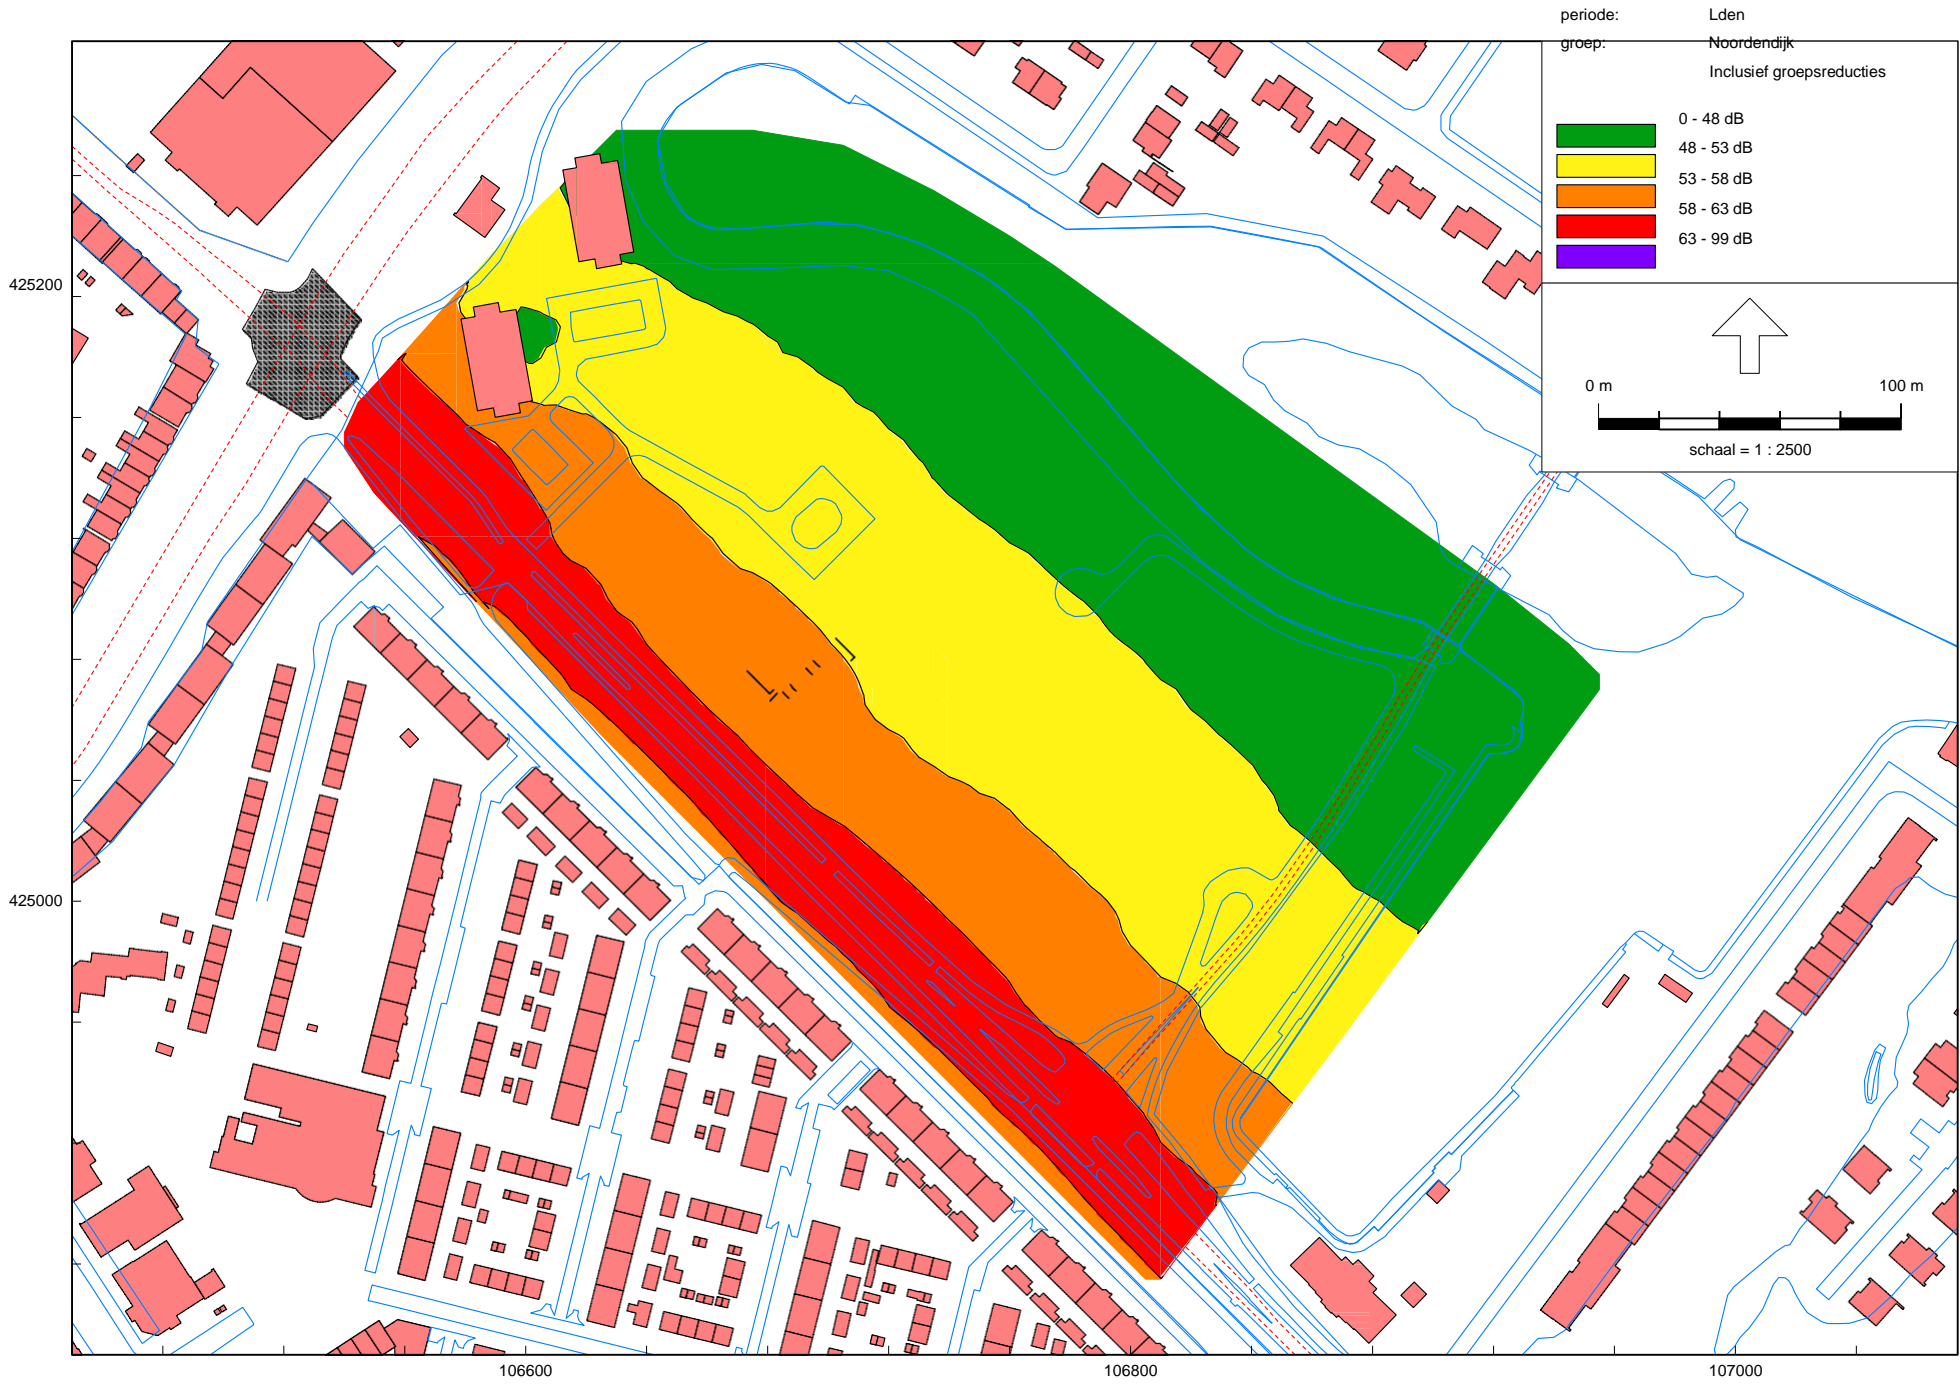 periode: Lden
groep: Noordendijk
Inclusief groepsreducties
0 - 48 dB
48 - 53 dB
53 - 58 dB
58 - 63 dB
63 - 99 dB
0 m 100 m
schaal = 1 : 2500
425200
425000
106600 106800 107000